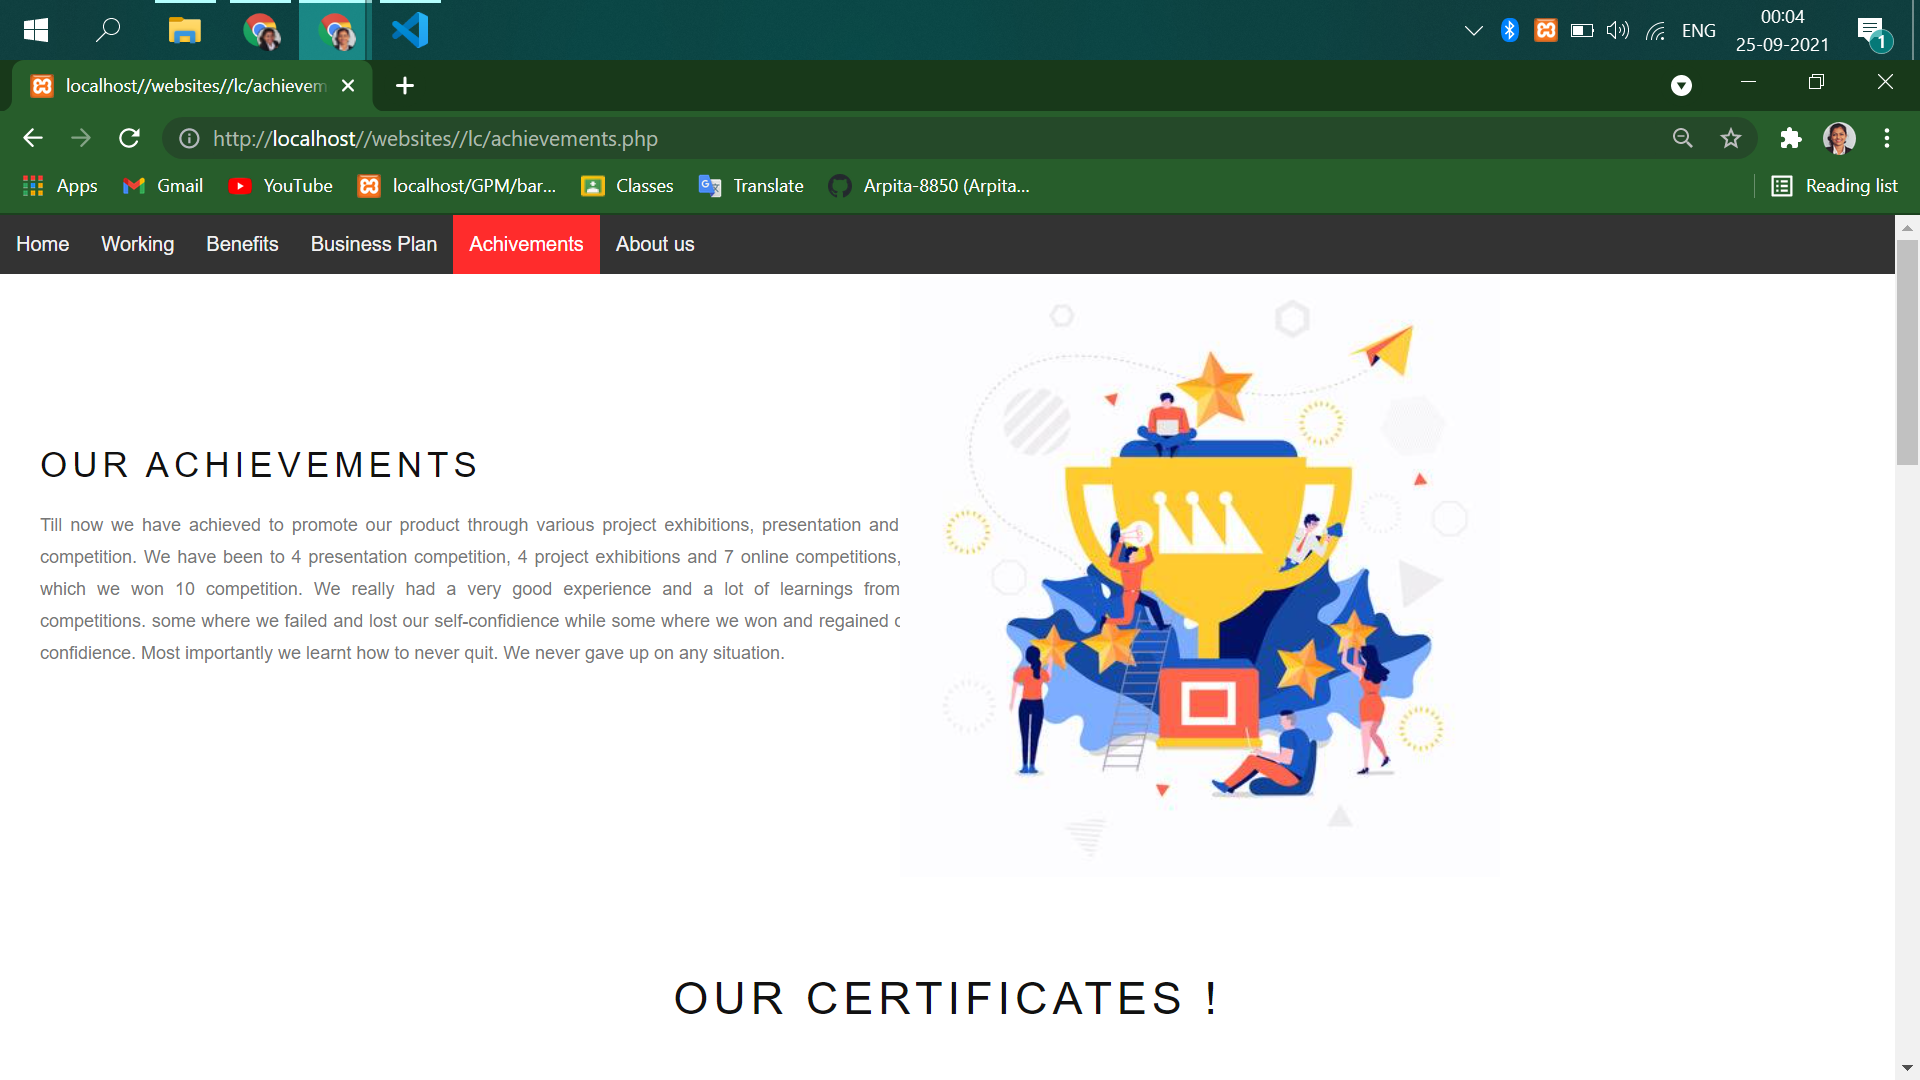 00:04
ENG
25-09-2021
1
localhost//websites//lc/achievem
http://localhost//websites//lc/achievements.php
Apps Gmail YouTube localhost/GPM/bar... Classes Translate Arpita-8850 (Arpita... Reading list
Home Working Benefits Business Plan Achivements About us
OUR ACHIEVEMENTS
Till now we have achieved to promote our product through various project exhibitions, presentation and
competition. We have been to 4 presentation competition, 4 project exhibitions and 7 online competitions,
which we won 10 competition. We really had a very good experience and a lot of learnings from
competitions. some where we failed and lost our self-confidience while some where we won and regained
confidience. Most importantly we learnt how to never quit. We never gave up on any situation.
OUR CERTIFICATES !